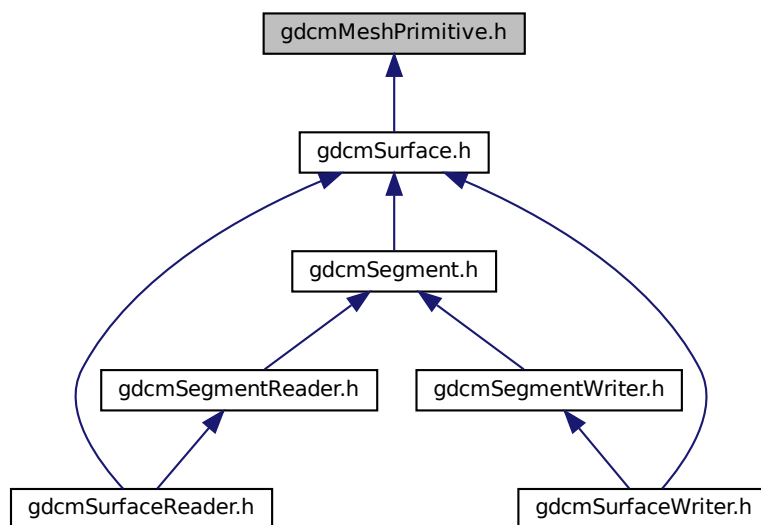 gdcmMeshPrimitive.h
gdcmSurface.h
gdcmSegment.h
gdcmSegmentReader.h
gdcmSegmentWriter.h
gdcmSurfaceReader.h
gdcmSurfaceWriter.h